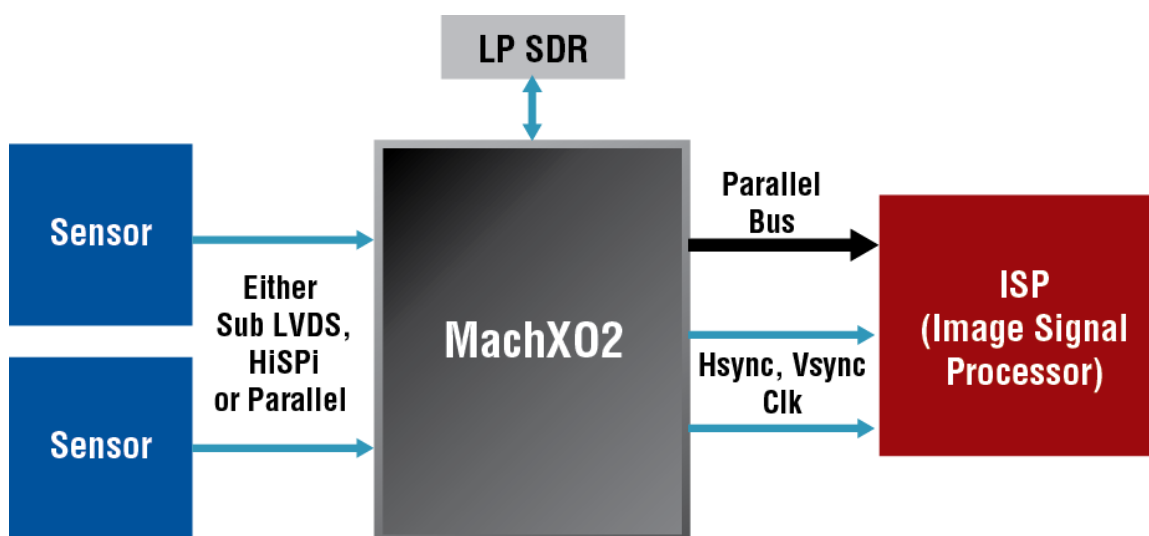 LP SDR
Sensor
Either
Sub LVDS,
HiSPi
or Parallel
Sensor
MachXO2
Parallel
Bus
Hsync, Vsync
Clk
ISP
(Image Signal
Processor)